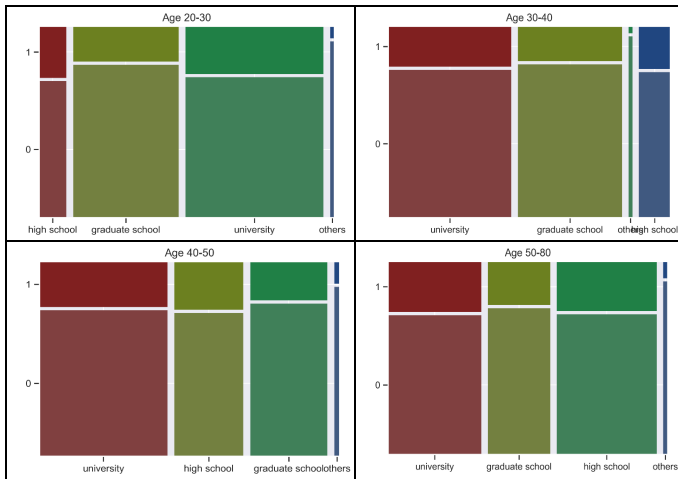 Age 20-30
1
0
high school graduate school university others
Age 30-40
1
0
university graduate school others high school
Age 40-50
1
0
university high school graduate school others
Age 50-80
1
0
university graduate school high school others